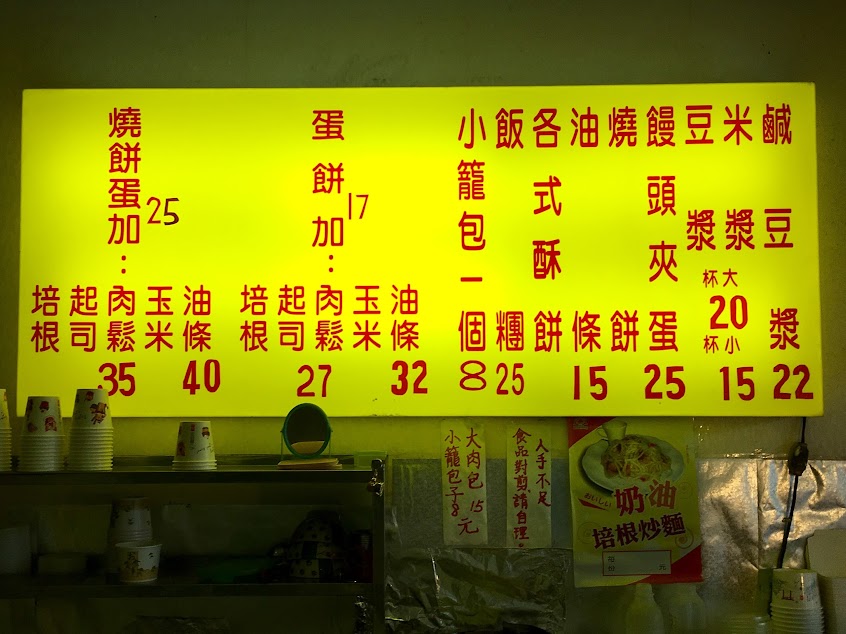 鹹豆漿 22
米漿
豆漿
大杯 20
小杯 15
饅頭夾蛋 25
燒餅
油條
各式酥餅
15
飯糰 25
小籠包一個 8
蛋餅加：17
油條 32
玉米
肉鬆 27
起司
培根
燒餅蛋加：25
油條 40
玉米
肉鬆 35
起司
培根
大肉包 15元
小籠包子8元
人手不足
食品對剪請自理。
おいしい
奶油
培根炒麵
元